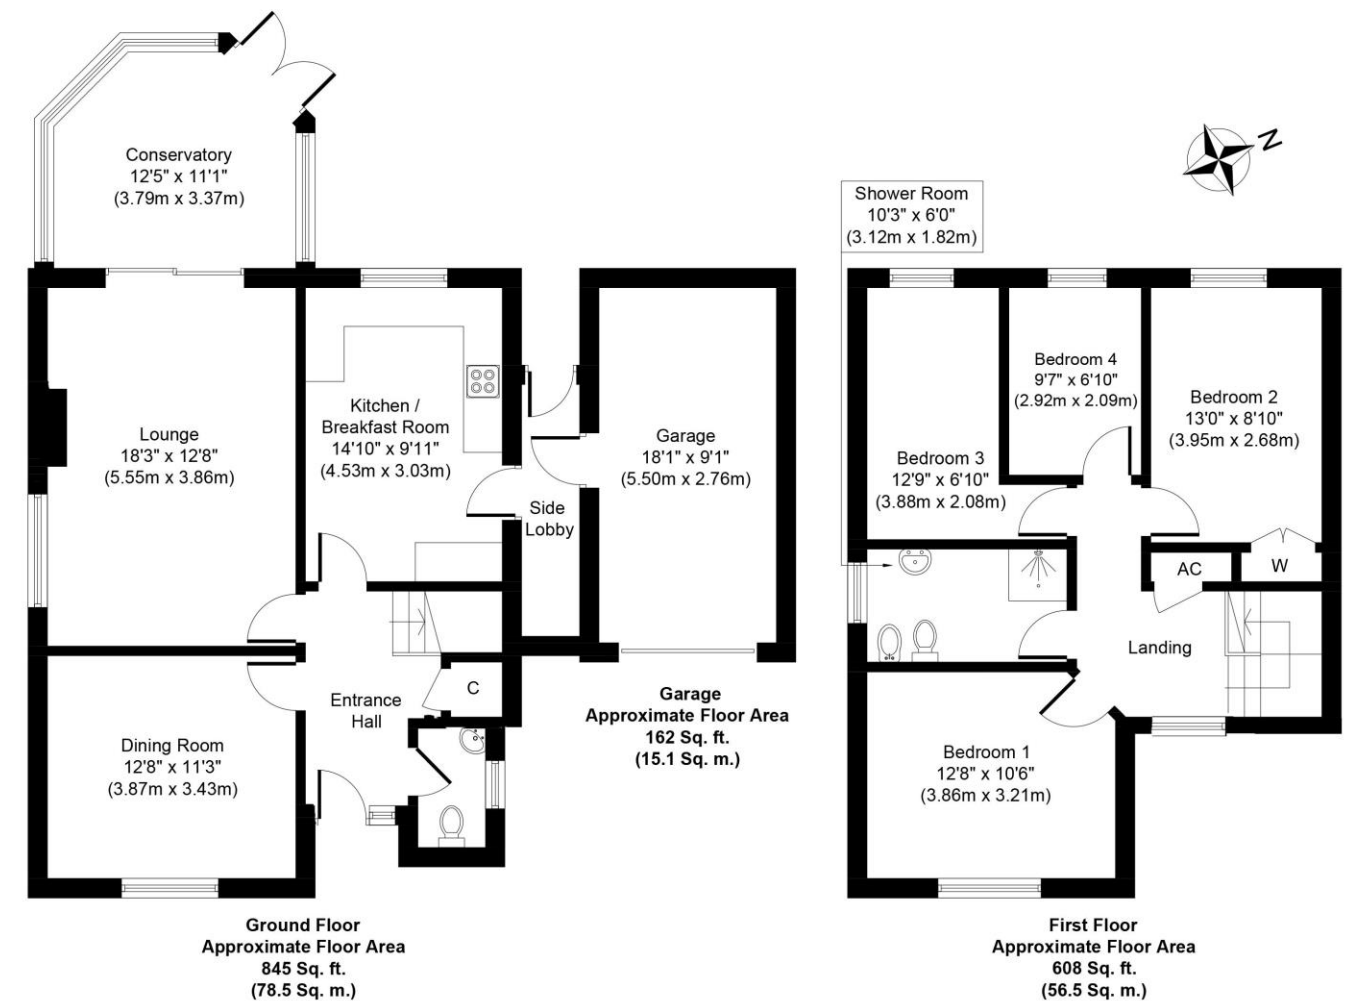 Conservatory
12'5" x 11'1"
(3.79m x 3.37m)
N
Shower Room
10'3" x 6'0"
(3.12m x 1.82m)
Lounge
18'3" x 12'8"
(5.55m x 3.86m)
Kitchen /
Breakfast Room
14'10" x 9'11"
(4.53m x 3.03m)
Side
Lobby
Garage
18'1" x 9'1"
(5.50m x 2.76m)
Bedroom 3
12'9" x 6'10"
(3.88m x 2.08m)
Bedroom 4
9'7" x 6'10"
(2.92m x 2.09m)
Bedroom 2
13'0" x 8'10"
(3.95m x 2.68m)
AC
W
Landing
Entrance
Hall
C
Dining Room
12'8" x 11'3"
(3.87m x 3.43m)
Garage
Approximate Floor Area
162 Sq. ft.
(15.1 Sq. m.)
Bedroom 1
12'8" x 10'6"
(3.86m x 3.21m)
Ground Floor
Approximate Floor Area
845 Sq. ft.
(78.5 Sq. m.)
First Floor
Approximate Floor Area
608 Sq. ft.
(56.5 Sq. m.)